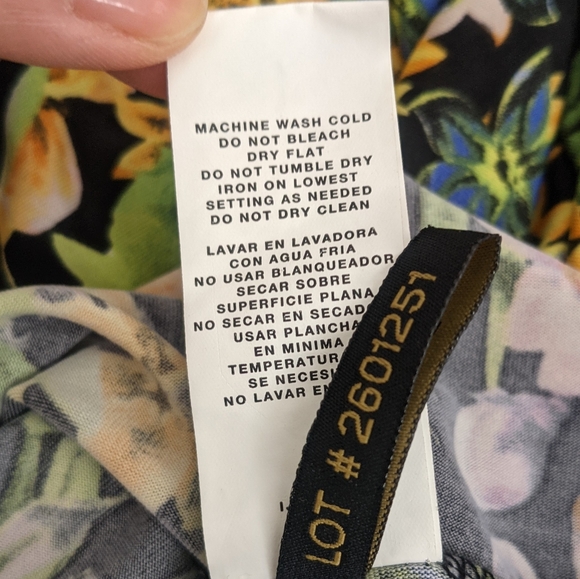 MACHINE WASH COLD
DO NOT BLEACH
DRY FLAT
DO NOT TUMBLE DRY
IRON ON LOWEST
SETTING AS NEEDED
DO NOT DRY CLEAN
LAVAR EN LAVADORA
CON AGUA FRIA
NO USAR BLANQUEADOR
SECAR SOBRE
SUPERFICIE PLANA
NO SECAR EN
USAR PLANCHA
EN MINIMA
SE
NO LAVAR
LOT # 2601251